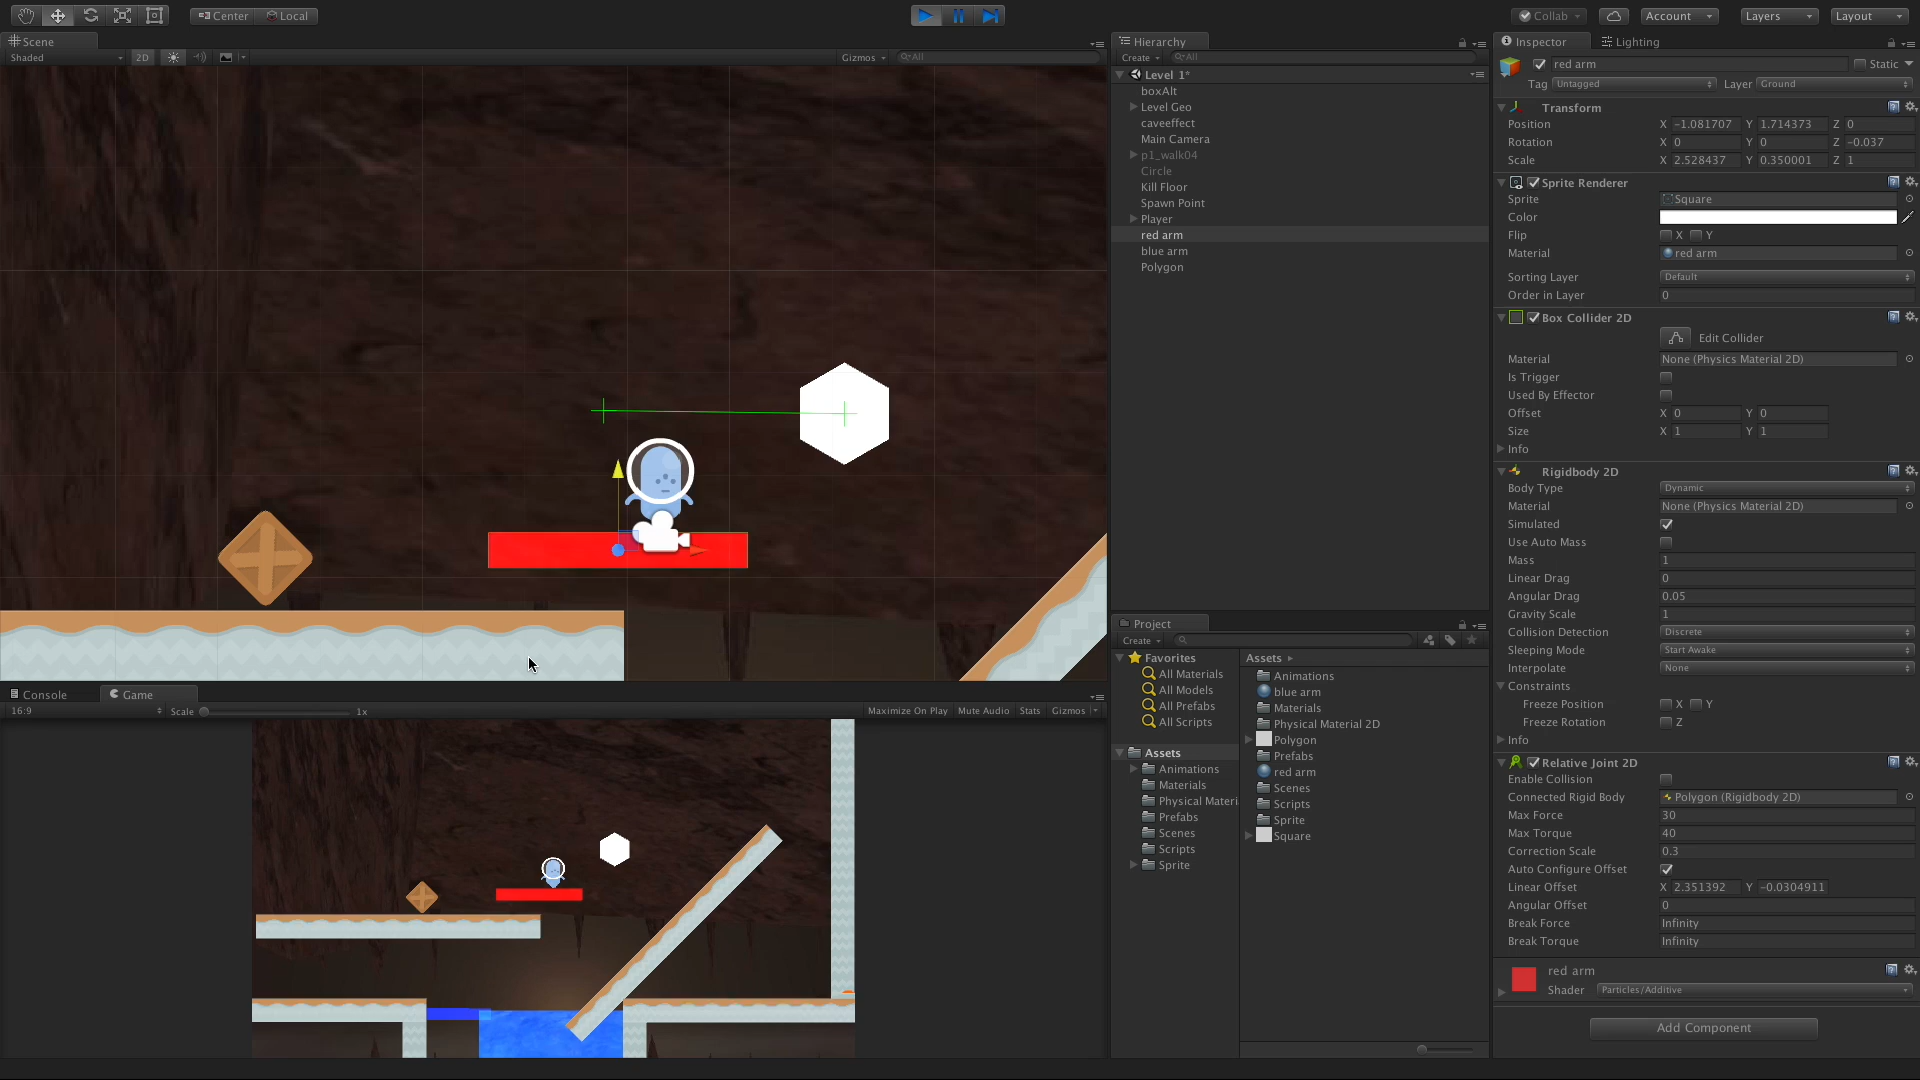 Center Local
Collab Account Layers Layout
Scene
Shaded 2D Gizmos All
Console Game
16:9 Scale 1x Maximize On Play Mute Audio Stats Gizmos
Hierarchy
Create All
Level 1*
boxAlt
Level Geo
caveeffect
Main Camera
p1_walk04
Circle
Kill Floor
Spawn Point
Player
red arm
blue arm
Polygon
Project
Create
Favorites
All Materials
All Models
All Prefabs
All Scripts
Assets
Animations
Materials
Physical Materi
Prefabs
Scenes
Scripts
Sprite
Assets
Animations
blue arm
Materials
Physical Material 2D
Polygon
Prefabs
red arm
Scenes
Scripts
Sprite
Square
Inspector Lighting
red arm Static
Tag Untagged Layer Ground
Transform
Position X -1.081707 Y 1.714373 Z 0
Rotation X 0 Y 0 Z -0.037
Scale X 2.528437 Y 0.350001 Z 1
Sprite Renderer
Sprite Square
Color
Flip X Y
Material red arm
Sorting Layer Default
Order in Layer 0
Box Collider 2D
Edit Collider
Material None (Physics Material 2D)
Is Trigger
Used By Effector
Offset X 0 Y 0
Size X 1 Y 1
Info
Rigidbody 2D
Body Type Dynamic
Material None (Physics Material 2D)
Simulated
Use Auto Mass
Mass 1
Linear Drag 0
Angular Drag 0.05
Gravity Scale 1
Collision Detection Discrete
Sleeping Mode Start Awake
Interpolate None
Constraints
Freeze Position X Y
Freeze Rotation Z
Info
Relative Joint 2D
Enable Collision
Connected Rigid Body Polygon (Rigidbody 2D)
Max Force 30
Max Torque 40
Correction Scale 0.3
Auto Configure Offset
Linear Offset X 2.351392 Y -0.0304911
Angular Offset 0
Break Force Infinity
Break Torque Infinity
red arm
Shader Particles/Additive
Add Component